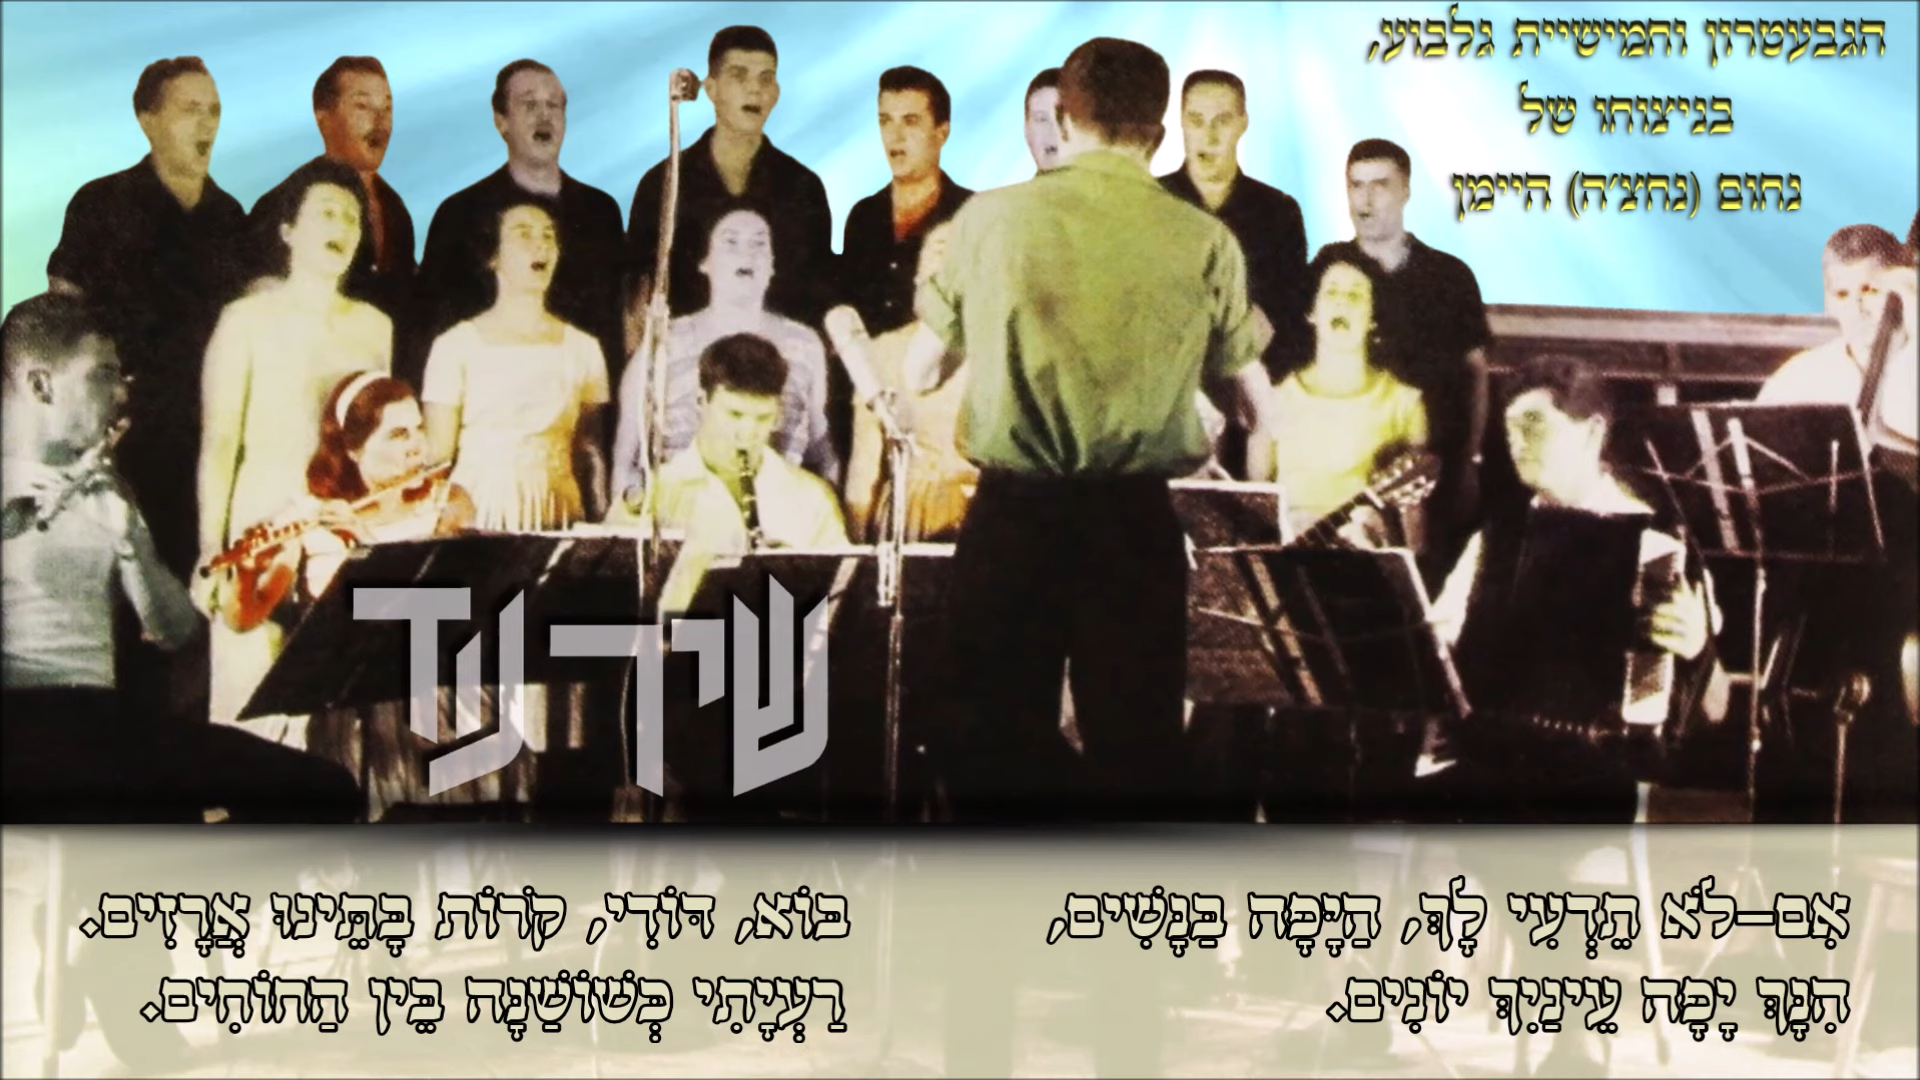 הגבעטרון וחמישיית גלבוע,
בניצוחו של
נחום (נחצ'ה) היימן
שיר עד
אִם-לֹא תֵדְעִי לָךְ, הַיָּפָה בַּנָּשִׁים,
הִנָּךְ יָפָה עֵינַיִךְ יוֹנִים.
בּוֹא, דּוֹדִי, קֹרוֹת בָּתֵּינוּ אֲרָזִים.
רַעְיָתִי כְּשׁוֹשַׁנָּה בֵּין הַחוֹחִים.